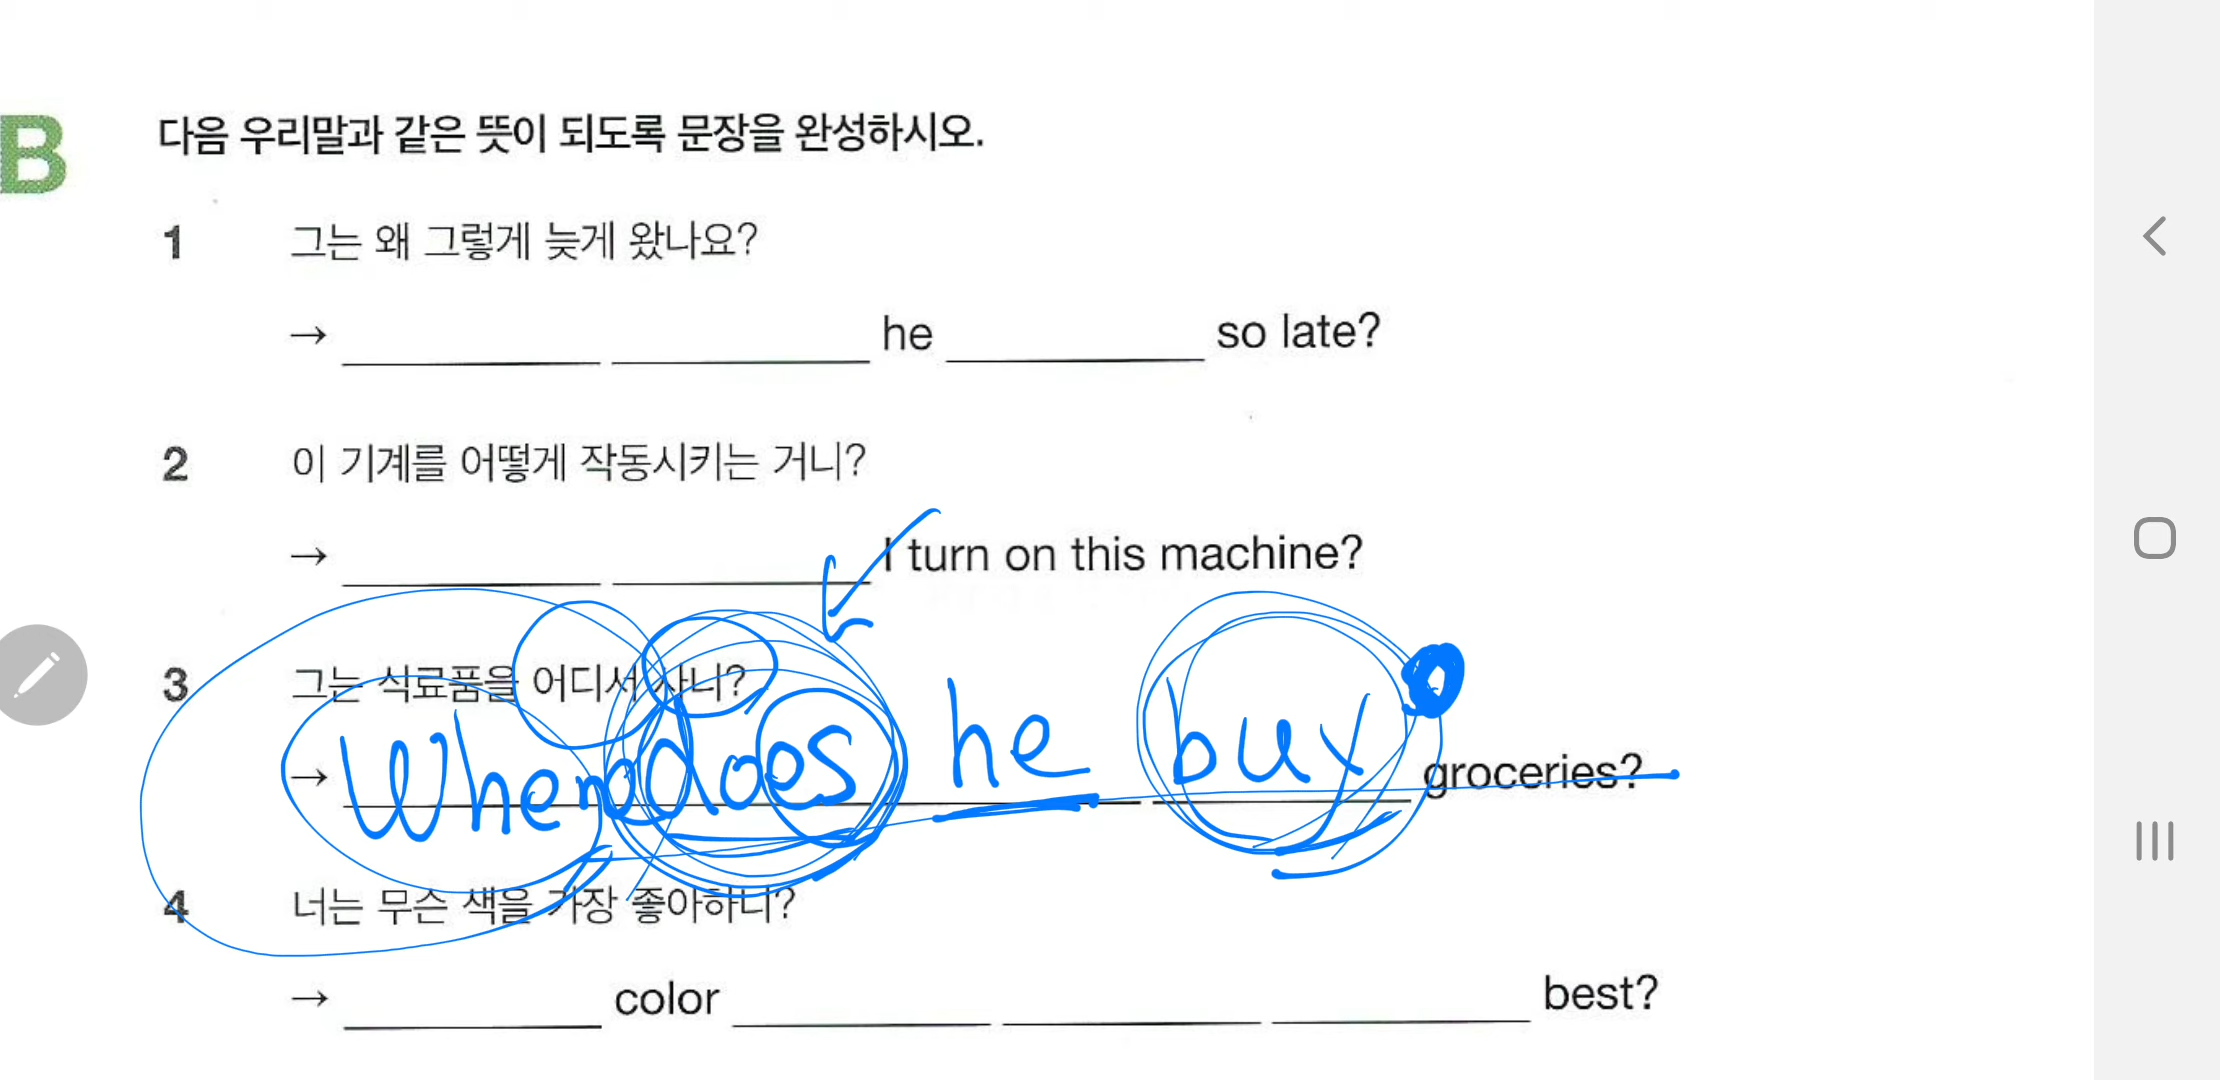 B 다음 우리말과 같은 뜻이 되도록 문장을 완성하시오.
1 그는 왜 그렇게 늦게 왔나요?
→ he so late?
2 이 기계를 어떻게 작동시키는 거니?
→ I turn on this machine?
3 그는 식료품을 어디서 사니?
→ does he buy groceries?
4 너는 무슨 색을 가장 좋아하니?
→ color best?